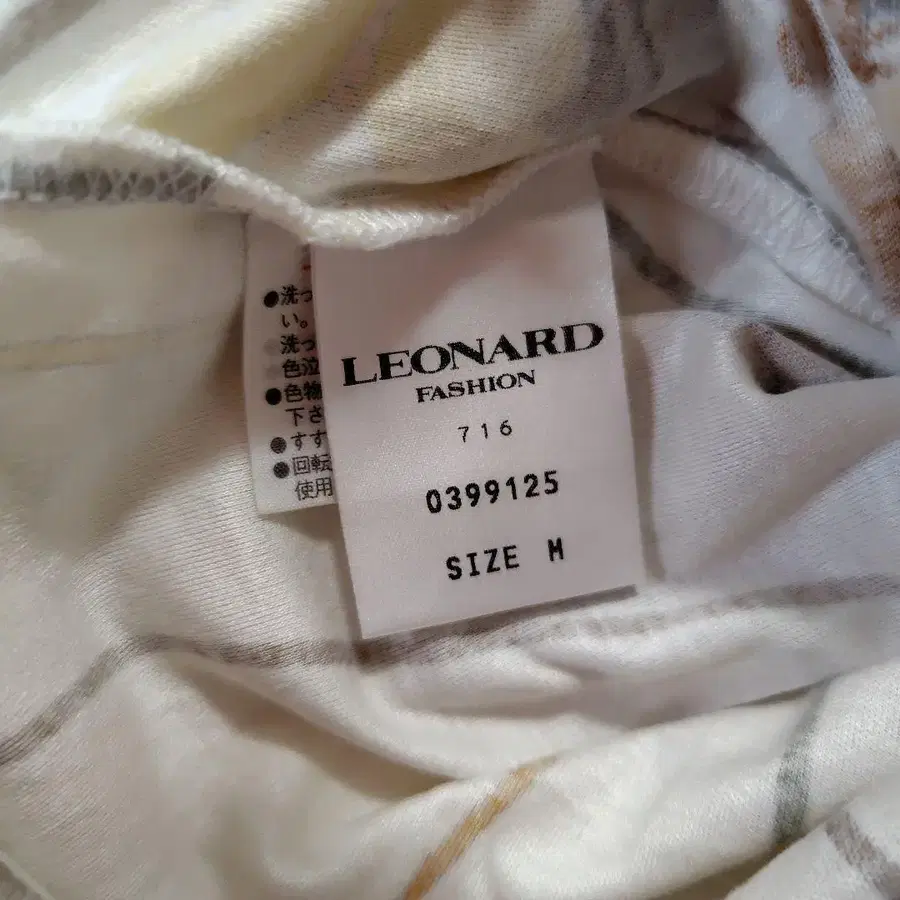 LEONARD
FASHION
716
0399125
SIZE M
●洗っ
い。
洗っ
色泣
●色物
下さ
●すす
●回転
使用